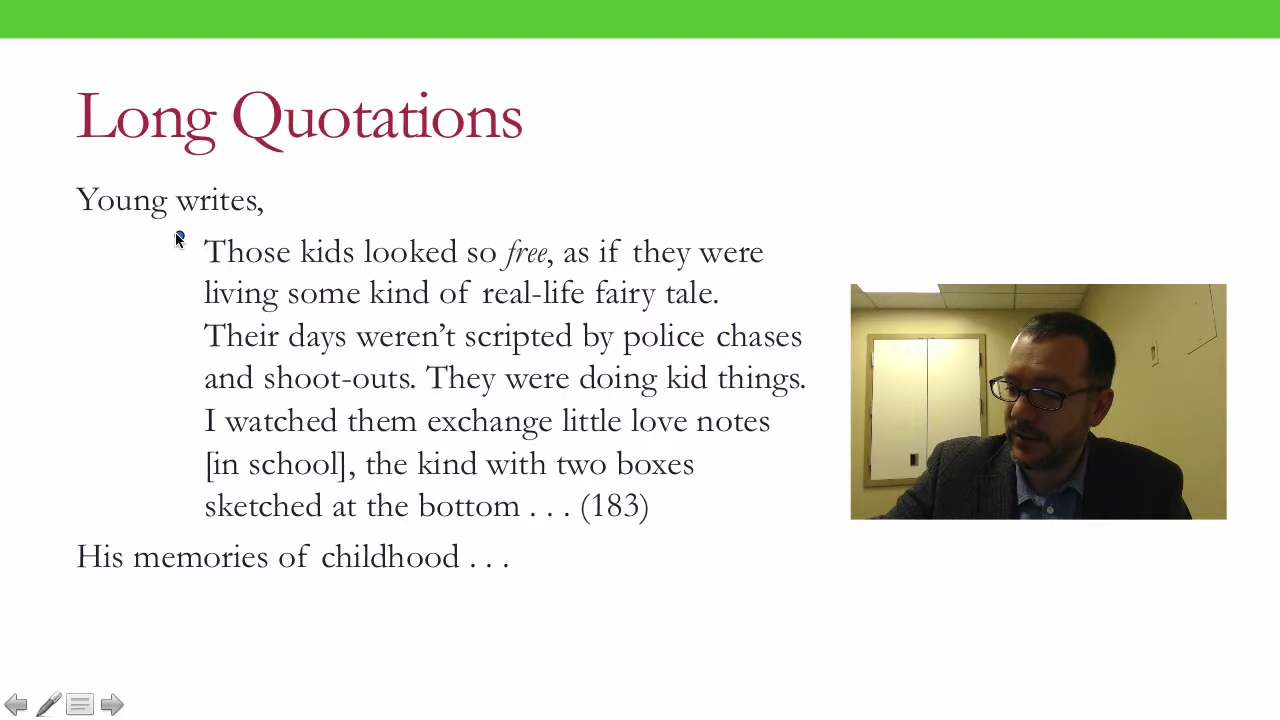 Long Quotations
Young writes,
Those kids looked so free, as if they were
living some kind of real-life fairy tale.
Their days weren’t scripted by police chases
and shoot-outs. They were doing kid things.
I watched them exchange little love notes
[in school], the kind with two boxes
sketched at the bottom . . . (183)
His memories of childhood . . .